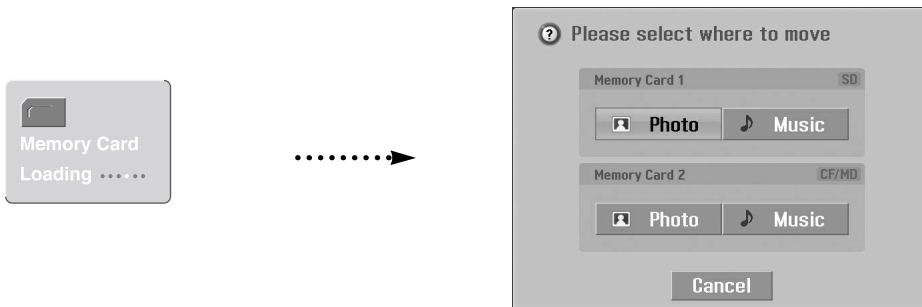 Memory Card
Loading ······
? Please select where to move
Memory Card 1 SD
Photo Music
Memory Card 2 CF/MD
Photo Music
Cancel